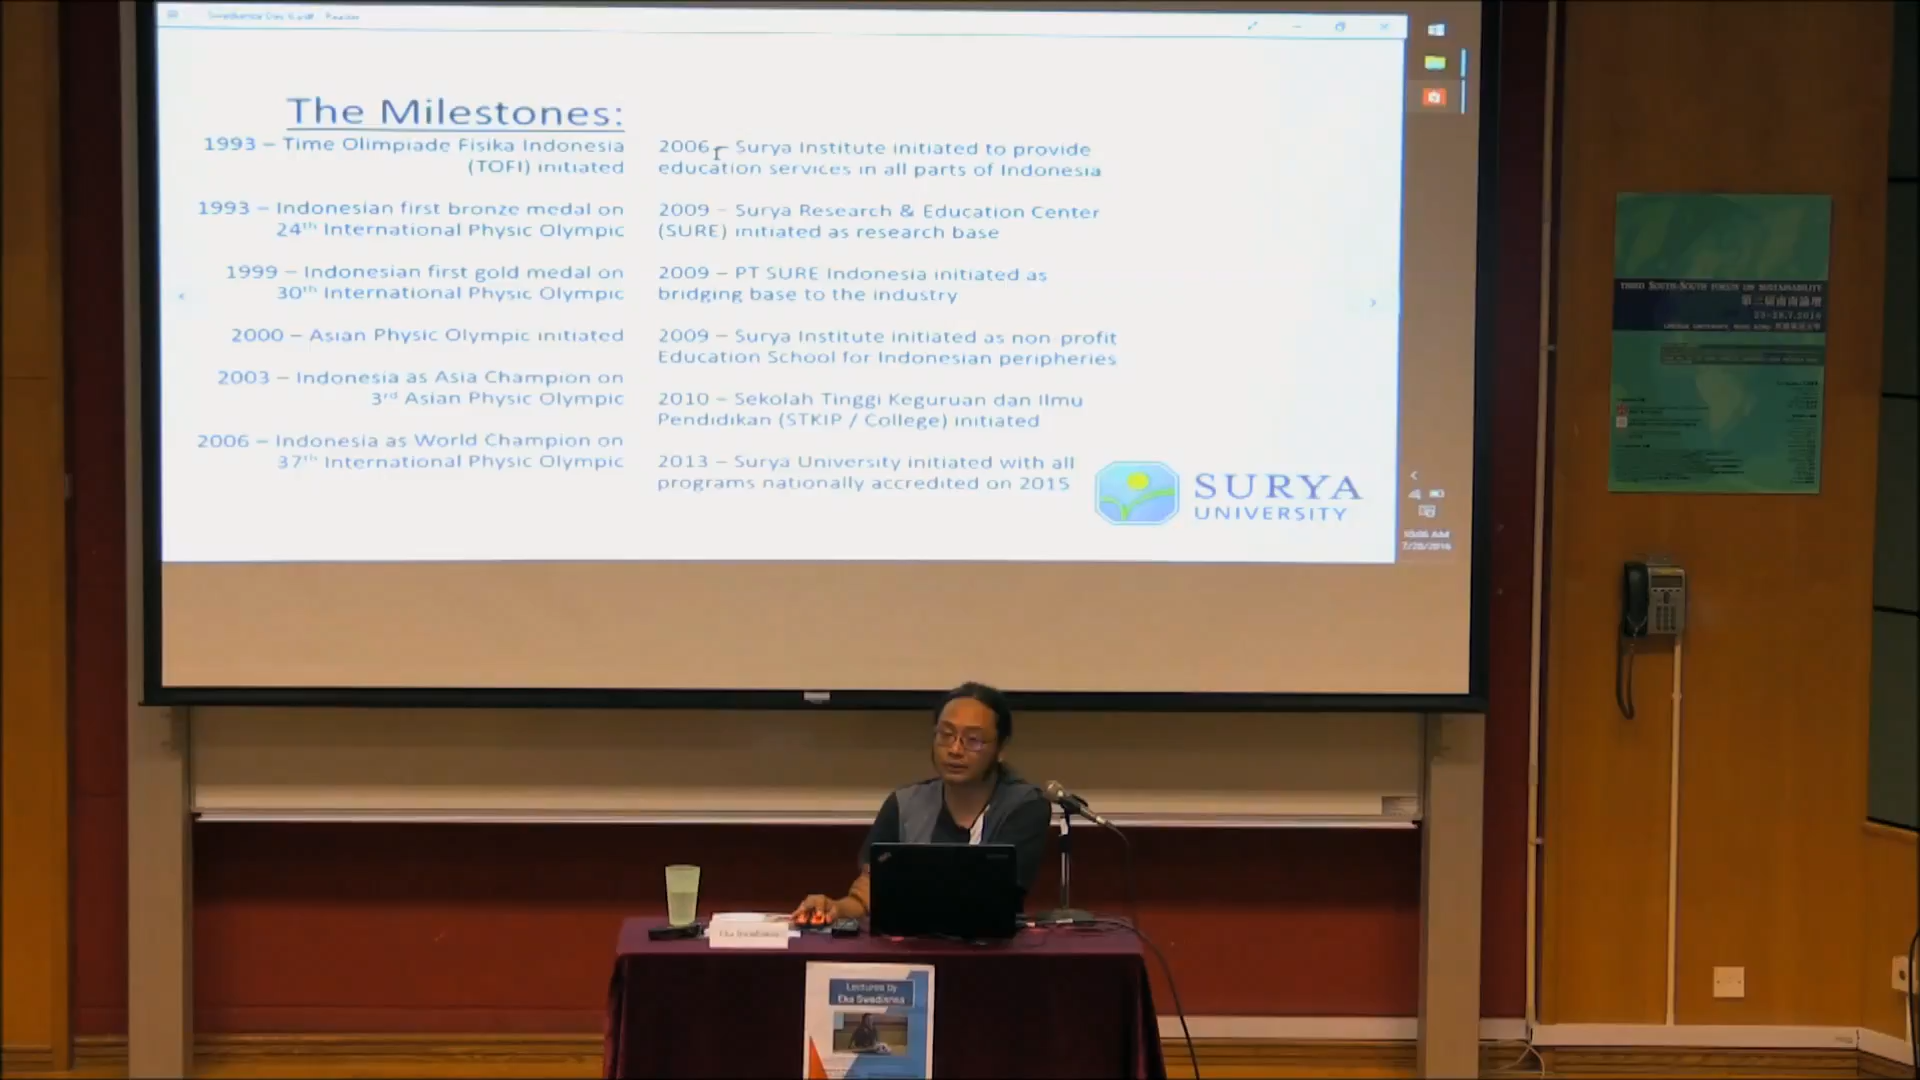 The Milestones:
1993 – Time Olimpiade Fisika Indonesia
(TOFI) initiated
1993 – Indonesian first bronze medal on
24th International Physic Olympic
1999 – Indonesian first gold medal on
30th International Physic Olympic
2000 – Asian Physic Olympic initiated
2003 – Indonesia as Asia Champion on
3rd Asian Physic Olympic
2006 – Indonesia as World Champion on
37th International Physic Olympic
2006 – Surya Institute initiated to provide
education services in all parts of Indonesia
2009 – Surya Research & Education Center
(SURE) initiated as research base
2009 – PT SURE Indonesia initiated as
bridging base to the industry
2009 – Surya Institute initiated as non profit
Education School for Indonesian peripheries
2010 – Sekolah Tinggi Keguruan dan Ilmu
Pendidikan (STKIP / College) initiated
2013 – Surya University initiated with all
programs nationally accredited on 2015
SURYA
UNIVERSITY
THIRD SOUTH-SOUTH FORUM ON SUSTAINABILITY
Lectures by
Eka Swadiansa